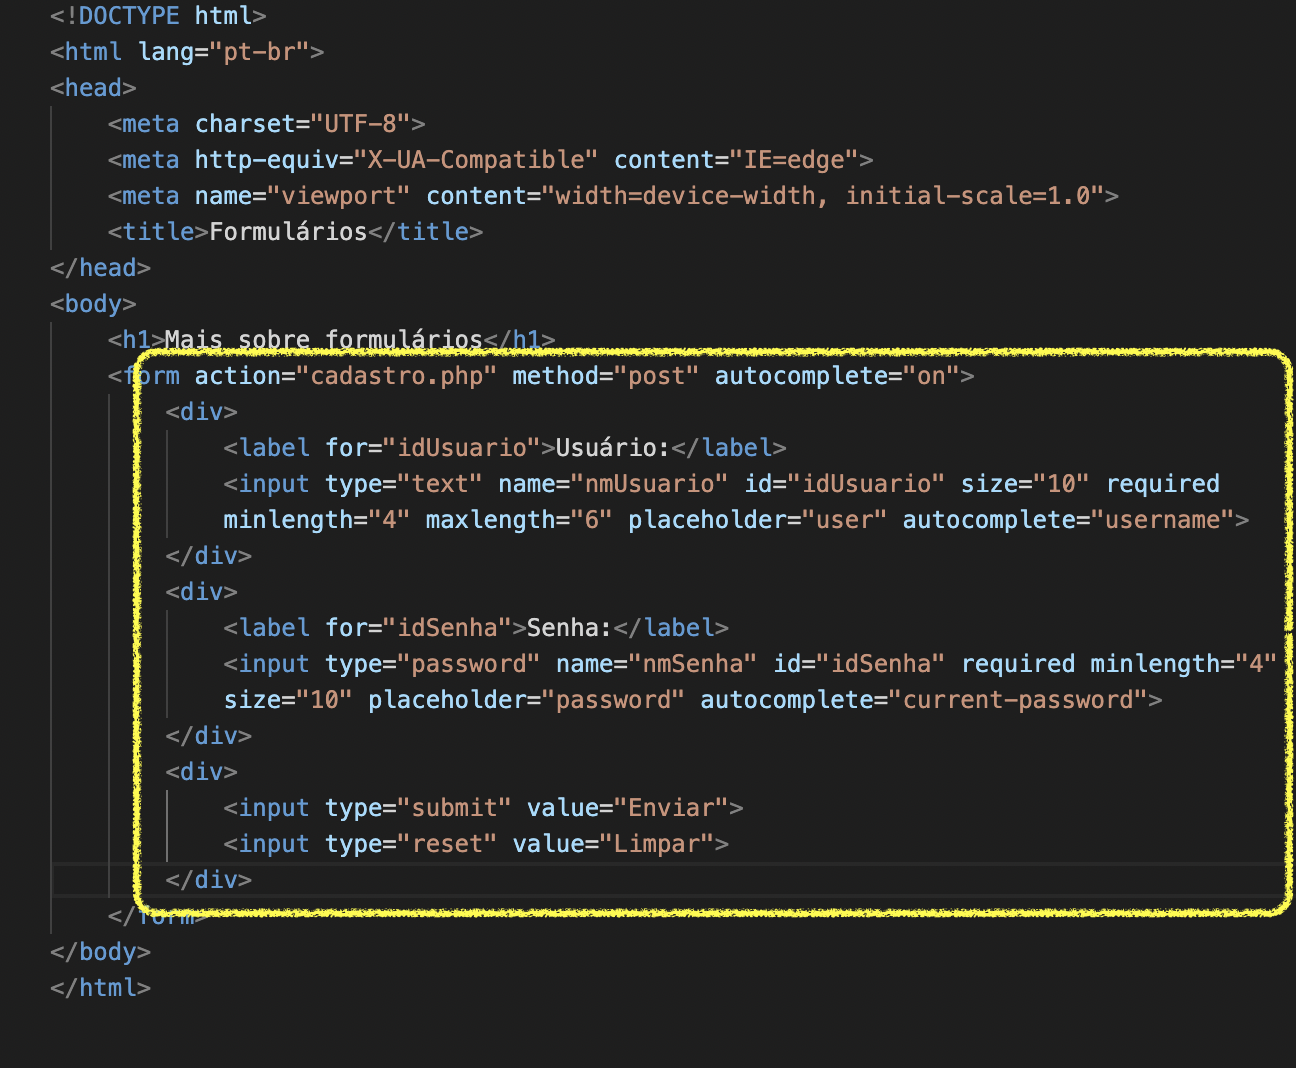 <!DOCTYPE html>
<html lang="pt-br">
<head>
    <meta charset="UTF-8">
    <meta http-equiv="X-UA-Compatible" content="IE=edge">
    <meta name="viewport" content="width=device-width, initial-scale=1.0">
    <title>Formulários</title>
</head>
<body>
    <h1>Mais sobre formulários</h1>
    <form action="cadastro.php" method="post" autocomplete="on">
        <div>
            <label for="idUsuario">Usuário:</label>
            <input type="text" name="nmUsuario" id="idUsuario" size="10" required
            minlength="4" maxlength="6" placeholder="user" autocomplete="username">
        </div>
        <div>
            <label for="idSenha">Senha:</label>
            <input type="password" name="nmSenha" id="idSenha" required minlength="4"
            size="10" placeholder="password" autocomplete="current-password">
        </div>
        <div>
            <input type="submit" value="Enviar">
            <input type="reset" value="Limpar">
        </div>
    </form>
</body>
</html>